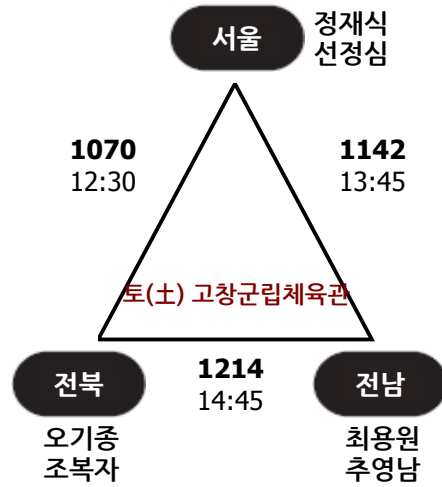 서울
정재식
선정심
1070
12:30
1142
13:45
토(土) 고창군립체육관
전북
1214
14:45
전남
오기종
조복자
최용원
추영남